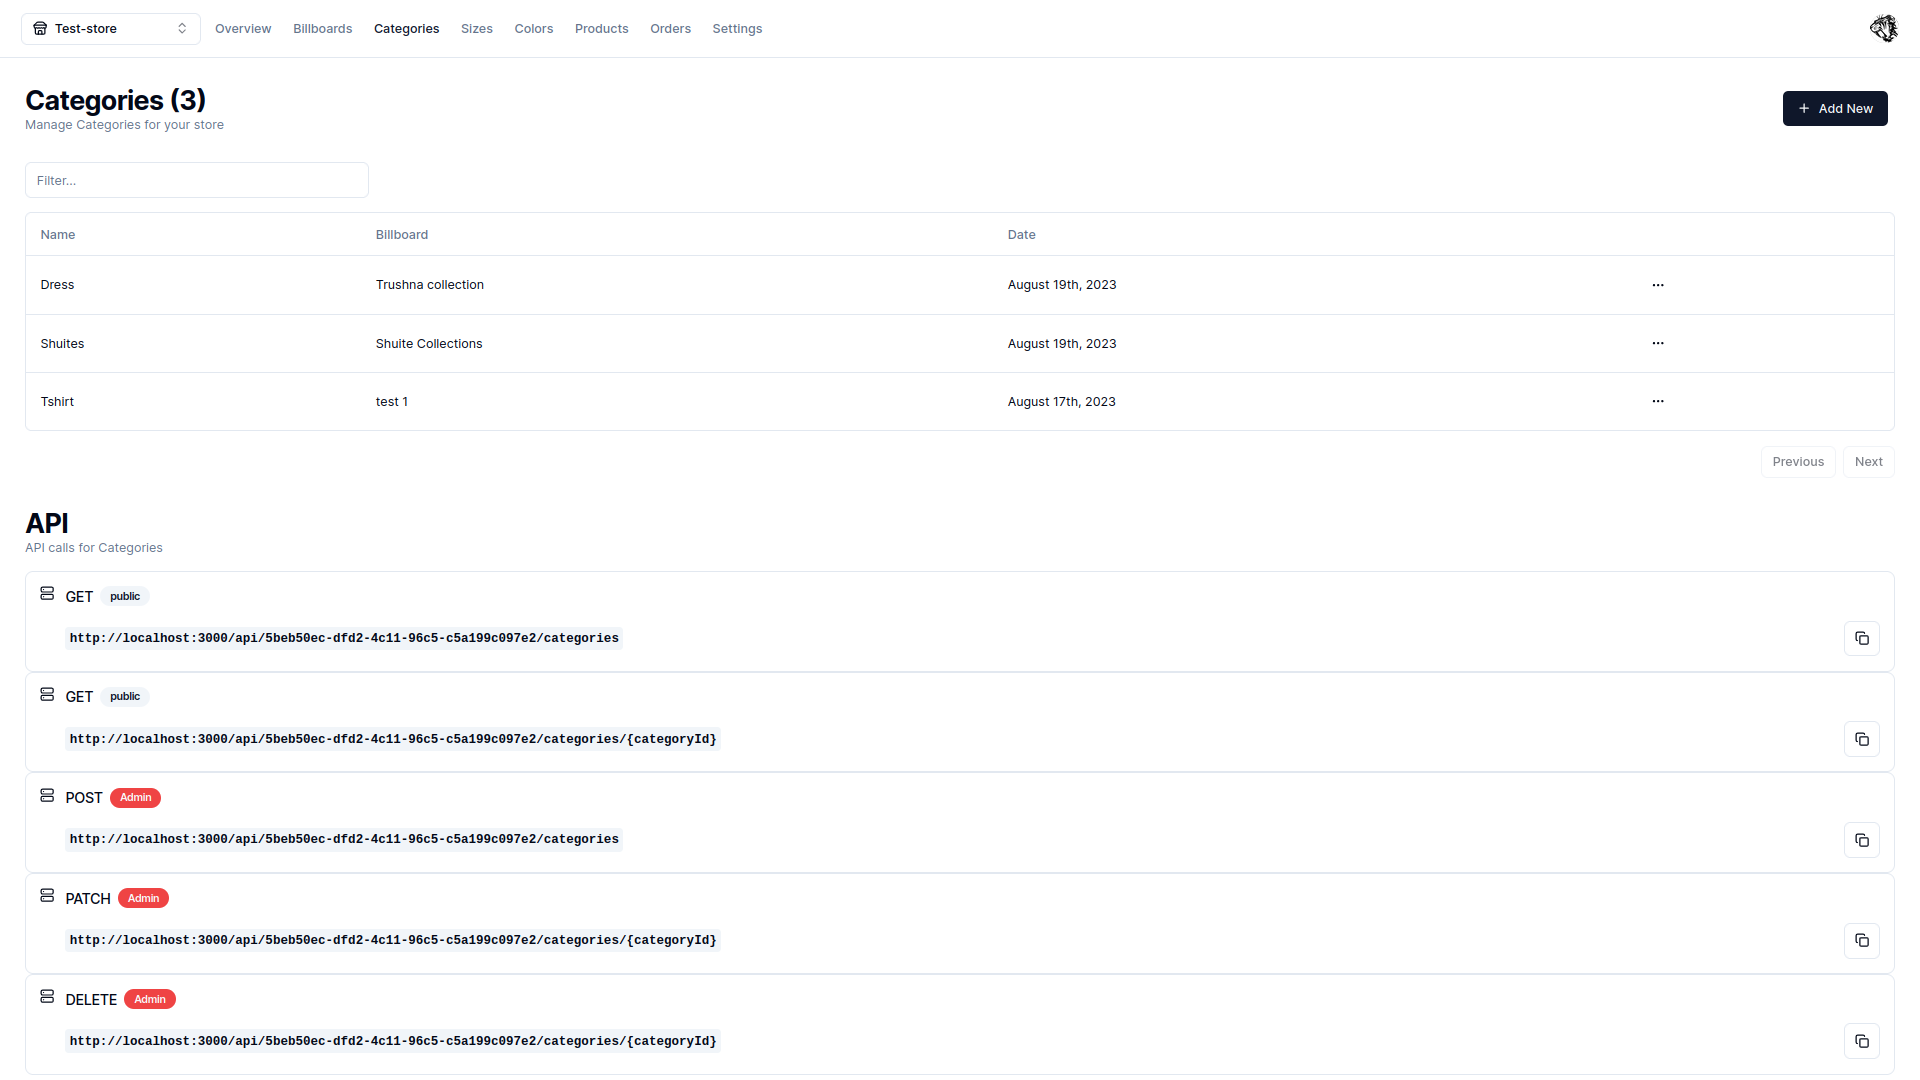 Test-store Overview Billboards Categories Sizes Colors Products Orders Settings
Categories (3)
Manage Categories for your store
+ Add New
Filter...
Name Billboard Date
Dress Trushna collection August 19th, 2023 ...
Shuites Shuite Collections August 19th, 2023 ...
Tshirt test 1 August 17th, 2023 ...
Previous Next
API
API calls for Categories
GET public
http://localhost:3000/api/5beb50ec-dfd2-4c11-96c5-c5a199c097e2/categories
GET public
http://localhost:3000/api/5beb50ec-dfd2-4c11-96c5-c5a199c097e2/categories/{categoryId}
POST Admin
http://localhost:3000/api/5beb50ec-dfd2-4c11-96c5-c5a199c097e2/categories
PATCH Admin
http://localhost:3000/api/5beb50ec-dfd2-4c11-96c5-c5a199c097e2/categories/{categoryId}
DELETE Admin
http://localhost:3000/api/5beb50ec-dfd2-4c11-96c5-c5a199c097e2/categories/{categoryId}